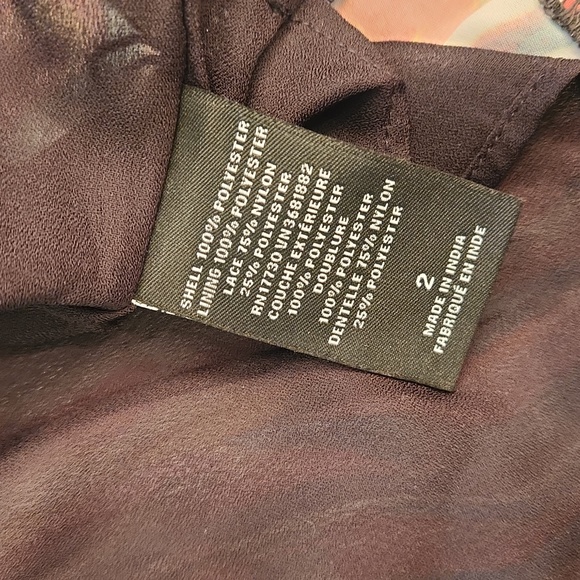 SHELL 100% POLYESTER
LINING 100% POLYESTER
LACE 75% NYLON
25% POLYESTER
RN17730 UN3681882
COUCHE EXTÉRIEURE
100% POLYESTER
DOUBLURE
100% POLYESTER
DENTELLE 75% NYLON
25% POLYESTER
2
MADE IN INDIA
FABRIQUÉ EN INDE